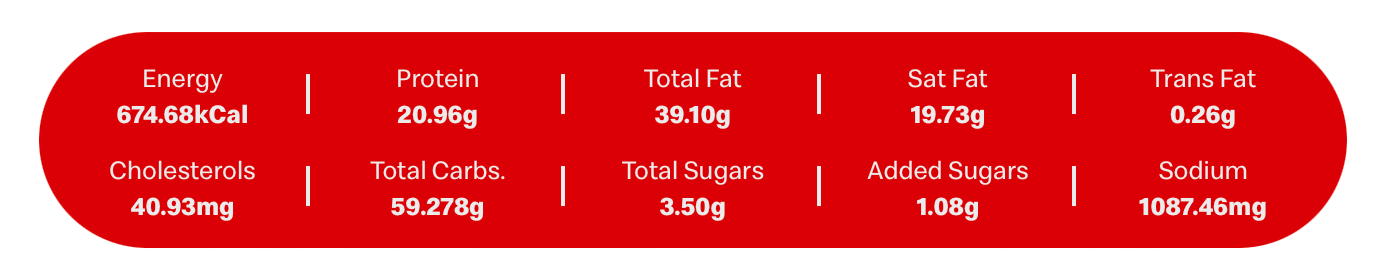 Energy
674.68kCal
Protein
20.96g
Total Fat
39.10g
Sat Fat
19.73g
Trans Fat
0.26g
Cholesterols
40.93mg
Total Carbs.
59.278g
Total Sugars
3.50g
Added Sugars
1.08g
Sodium
1087.46mg